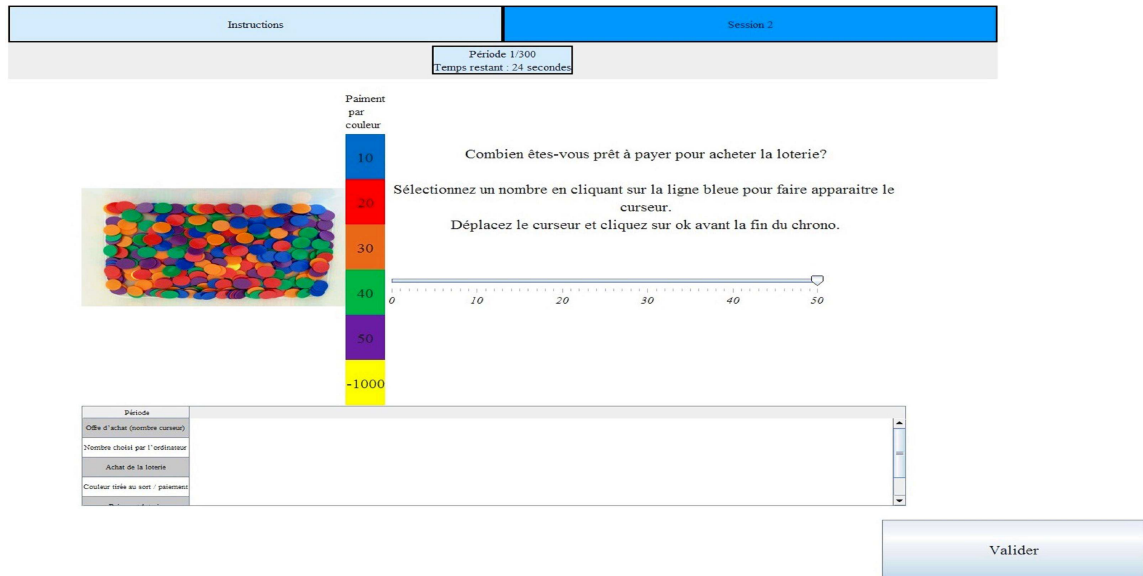 Instructions
Session 2
Période 1/300
Temps restant : 24 secondes
Paiment
par
couleur
10
20
30
40
50
-1000
Combien êtes-vous prêt à payer pour acheter la loterie?
Sélectionnez un nombre en cliquant sur la ligne bleue pour faire apparaitre le
curseur.
Déplacez le curseur et cliquez sur ok avant la fin du chrono.
0 10 20 30 40 50
Période
Offre d'achat (nombre curseur)
Nombre choisi par l'ordinateur
Achat de la loterie
Couleur tirée au sort / paiement
Valider